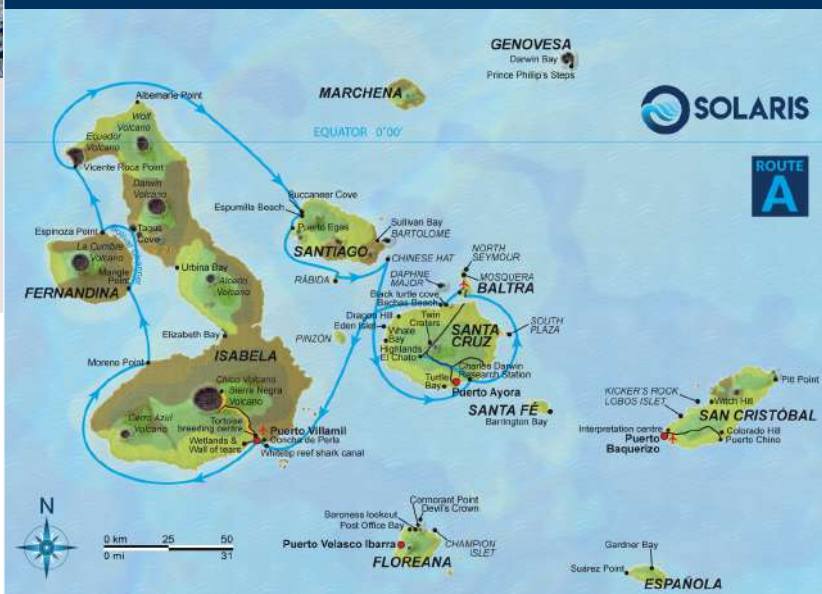 GENOVESA
Darwin Bay
Prince Phillip's Steps
SOLARIS
ROUTE
A
MARCHENA
EQUATOR 0°00'
Albemarle Point
Wolf
Volcano
Ecuador
Volcano
Vicente Roca Point
Darwin
Volcano
Tagus
Cove
Espinoza Point
La Cumbre
Volcano
Mangle
Point
FERNANDINA
Urbina Bay
Alcedo
Volcano
Elizabeth Bay
ISABELA
Moreno Point
Chico Volcano
Sierra Negra
Volcano
Cerro Azul
Volcano
Tortoise
breeding centre
Wetlands &
Wall of tears
Puerto Villamil
Concha de Perla
Whitetip reef shark canal
Buccaneer Cove
Espumilla Beach
Puerto Egas
SANTIAGO
Sullivan Bay
BARTOLOMÉ
CHINESE HAT
RÁBIDA
NORTH
SEYMOUR
MOSQUERA
BALTRA
DAPHNE
MAJOR
Black turtle cove
Bachas Beach
Dragon Hill
Eden Islet
Whale
Bay
Twin
Craters
SANTA
CRUZ
Highlands
El Chato
SOUTH
PLAZA
PINZÓN
Charles Darwin
Research Station
Turtle
Bay
Puerto Ayora
SANTA FÉ
Barrington Bay
Pitt Point
KICKER'S ROCK
LOBOS ISLET
Witch Hill
SAN CRISTÓBAL
Interpretation centre
Puerto
Baquerizo
Colorado Hill
Puerto Chino
Cormorant Point
Devil's Crown
Baroness lookout
Post Office Bay
Puerto Velasco Ibarra
CHAMPION
ISLET
FLOREANA
Gardner Bay
Suárez Point
ESPAÑOLA
N
0 km 25 50
0 mi 31